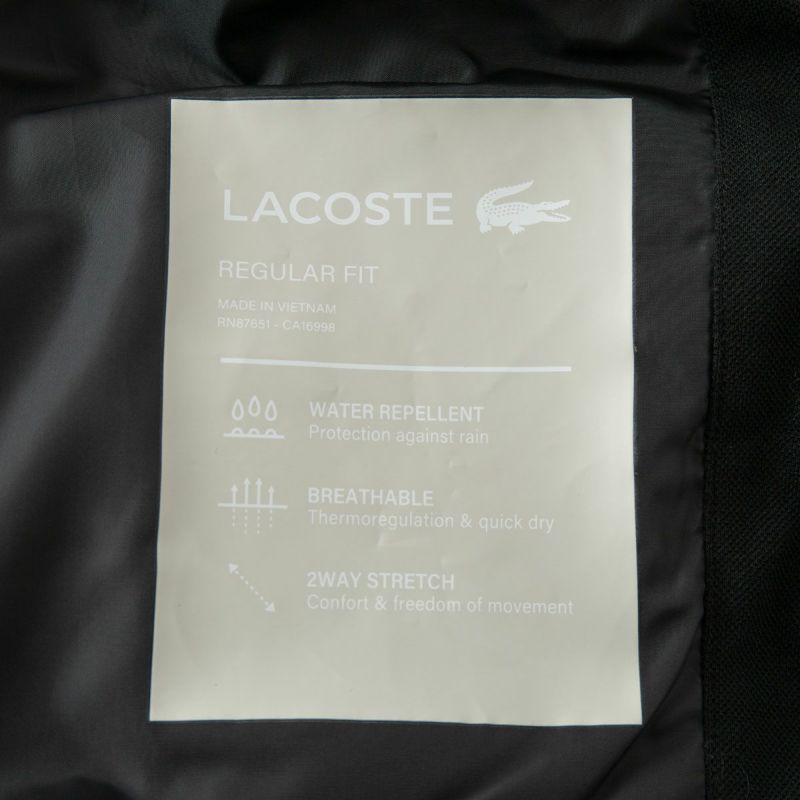 LACOSTE
REGULAR FIT
MADE IN VIETNAM
RN87651 - CA16998
WATER REPELLENT
Protection against rain
BREATHABLE
Thermoregulation & quick dry
2WAY STRETCH
Confort & freedom of movement